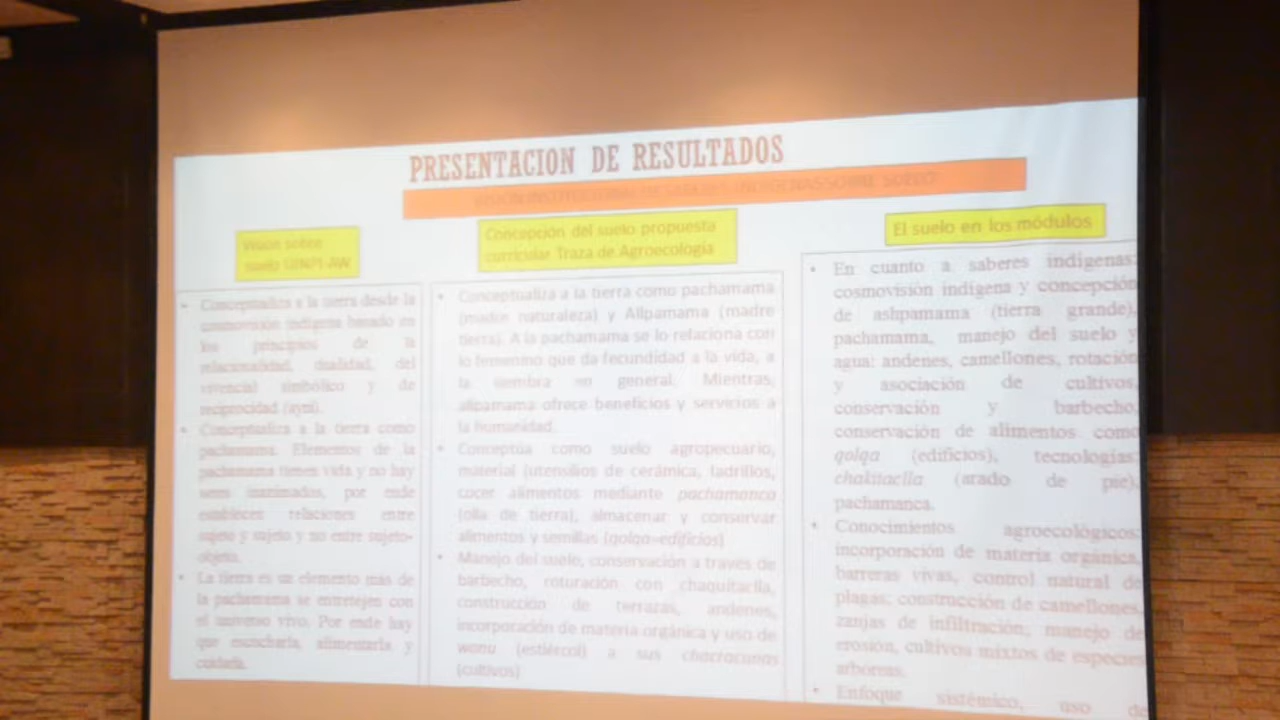 PRESENTACION DE RESULTADOS
SOBRE SUELO
Visión sobre
suelo
Conceptualiza a la tierra desde la
cosmovisión indígena basado en
los principios de la
relacionalidad, dualidad, del
vivencial simbólico y de
reciprocidad (ayni).
Conceptualiza a la tierra como
pachamama. Elementos de la
pachamama tienen vida y no hay
seres inanimados, por ende
establecen relaciones entre
sujeto y sujeto y no entre sujeto-
objeto.
La tierra es un elemento más de
la pachamama se entretejen con
el universo vivo. Por ende hay
que escucharla, alimentarla y
cuidarla.
Concepción del suelo propuesta
curricular Traza de Agroecología
Conceptualiza a la tierra como pachamama
(madre naturaleza) y Allpamama (madre
tierra). A la pachamama se lo relaciona con
lo femenino que da fecundidad a la vida, a
la siembra en general. Mientras,
allpamama ofrece beneficios y servicios a
la humanidad.
Conceptúa como suelo agropecuario,
material (utensilios de cerámica, ladrillos,
cocer alimentos mediante pachamanca
(olla de tierra), almacenar y conservar
alimentos y semillas (qolqa-edificios)
Manejo del suelo, conservación a través de
barbecho, roturación con chaquitaclla,
construcción de terrazas, andenes,
incorporación de materia orgánica y uso de
wanu (estiércol) a sus chacracunas
(cultivos)
El suelo en los módulos
En cuanto a saberes indígenas:
cosmovisión indígena y concepción
de ashpamama (tierra grande),
pachamama, manejo del suelo y
agua: andenes, camellones, rotación
y asociación de cultivos,
conservación y barbecho,
conservación de alimentos como
qolqa (edificios), tecnologías:
chakitaclla (arado de pie),
pachamanca.
Conocimientos agroecológicos:
incorporación de materia orgánica,
barreras vivas, control natural de
plagas, construcción de camellones,
zanjas de infiltración, manejo de
erosión, cultivos mixtos de especies
arbóreas.
Enfoque sistémico, uso de